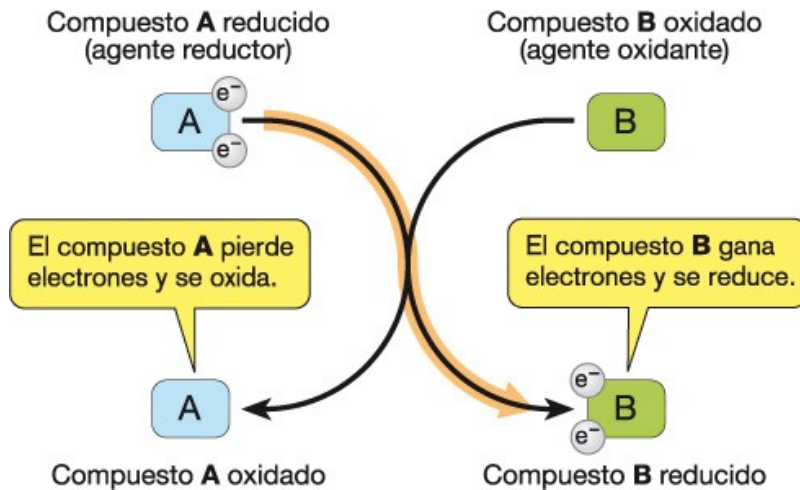 Compuesto A reducido
(agente reductor)
Compuesto B oxidado
(agente oxidante)
A
e⁻
e⁻
B
El compuesto A pierde
electrones y se oxida.
El compuesto B gana
electrones y se reduce.
A
e⁻
e⁻
B
Compuesto A oxidado
Compuesto B reducido